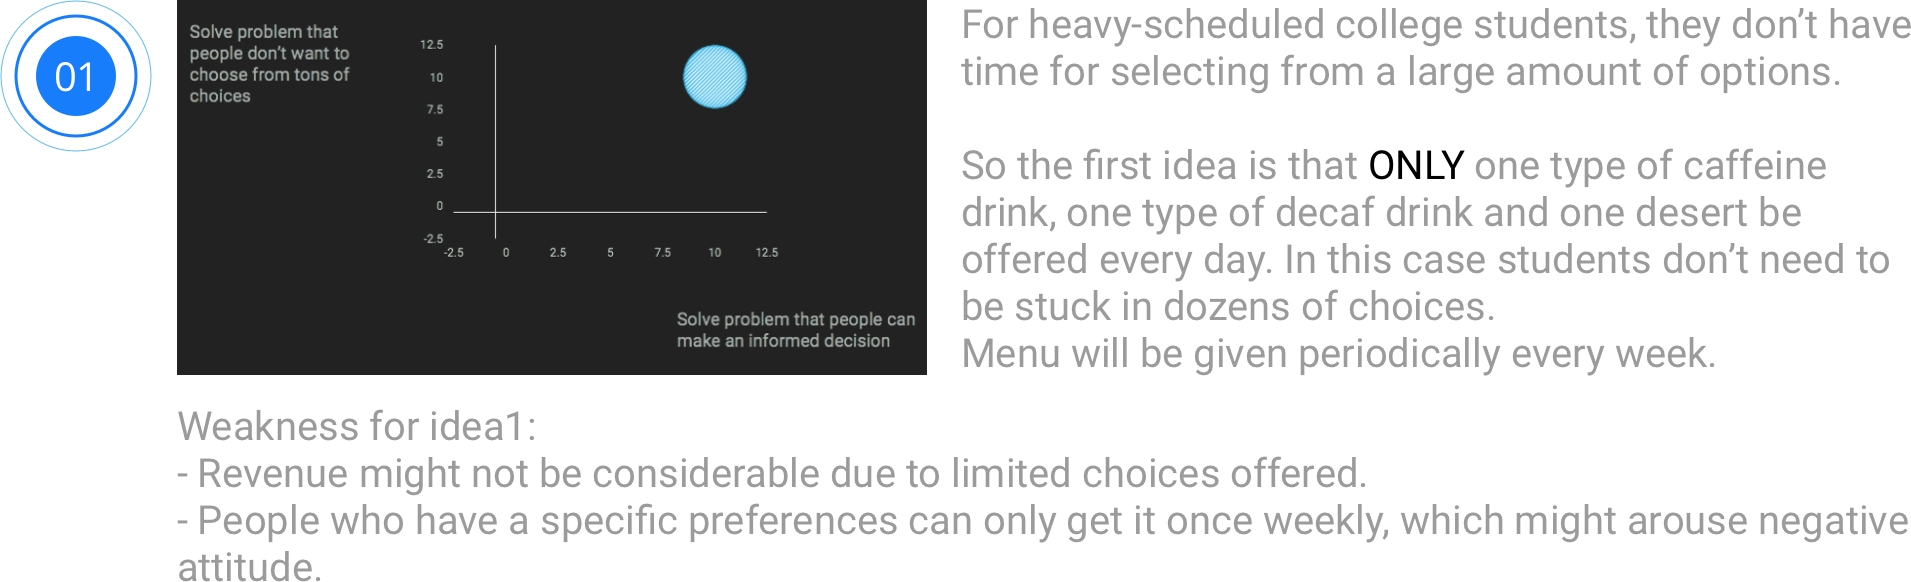 01
Solve problem that
people don't want to
choose from tons of
choices
12.5
10
7.5
5
2.5
0
-2.5
-2.5 0 2.5 5 7.5 10 12.5
Solve problem that people can
make an informed decision
For heavy-scheduled college students, they don't have
time for selecting from a large amount of options.
So the first idea is that ONLY one type of caffeine
drink, one type of decaf drink and one desert be
offered every day. In this case students don't need to
be stuck in dozens of choices.
Menu will be given periodically every week.
Weakness for idea1:
- Revenue might not be considerable due to limited choices offered.
- People who have a specific preferences can only get it once weekly, which might arouse negative
attitude.